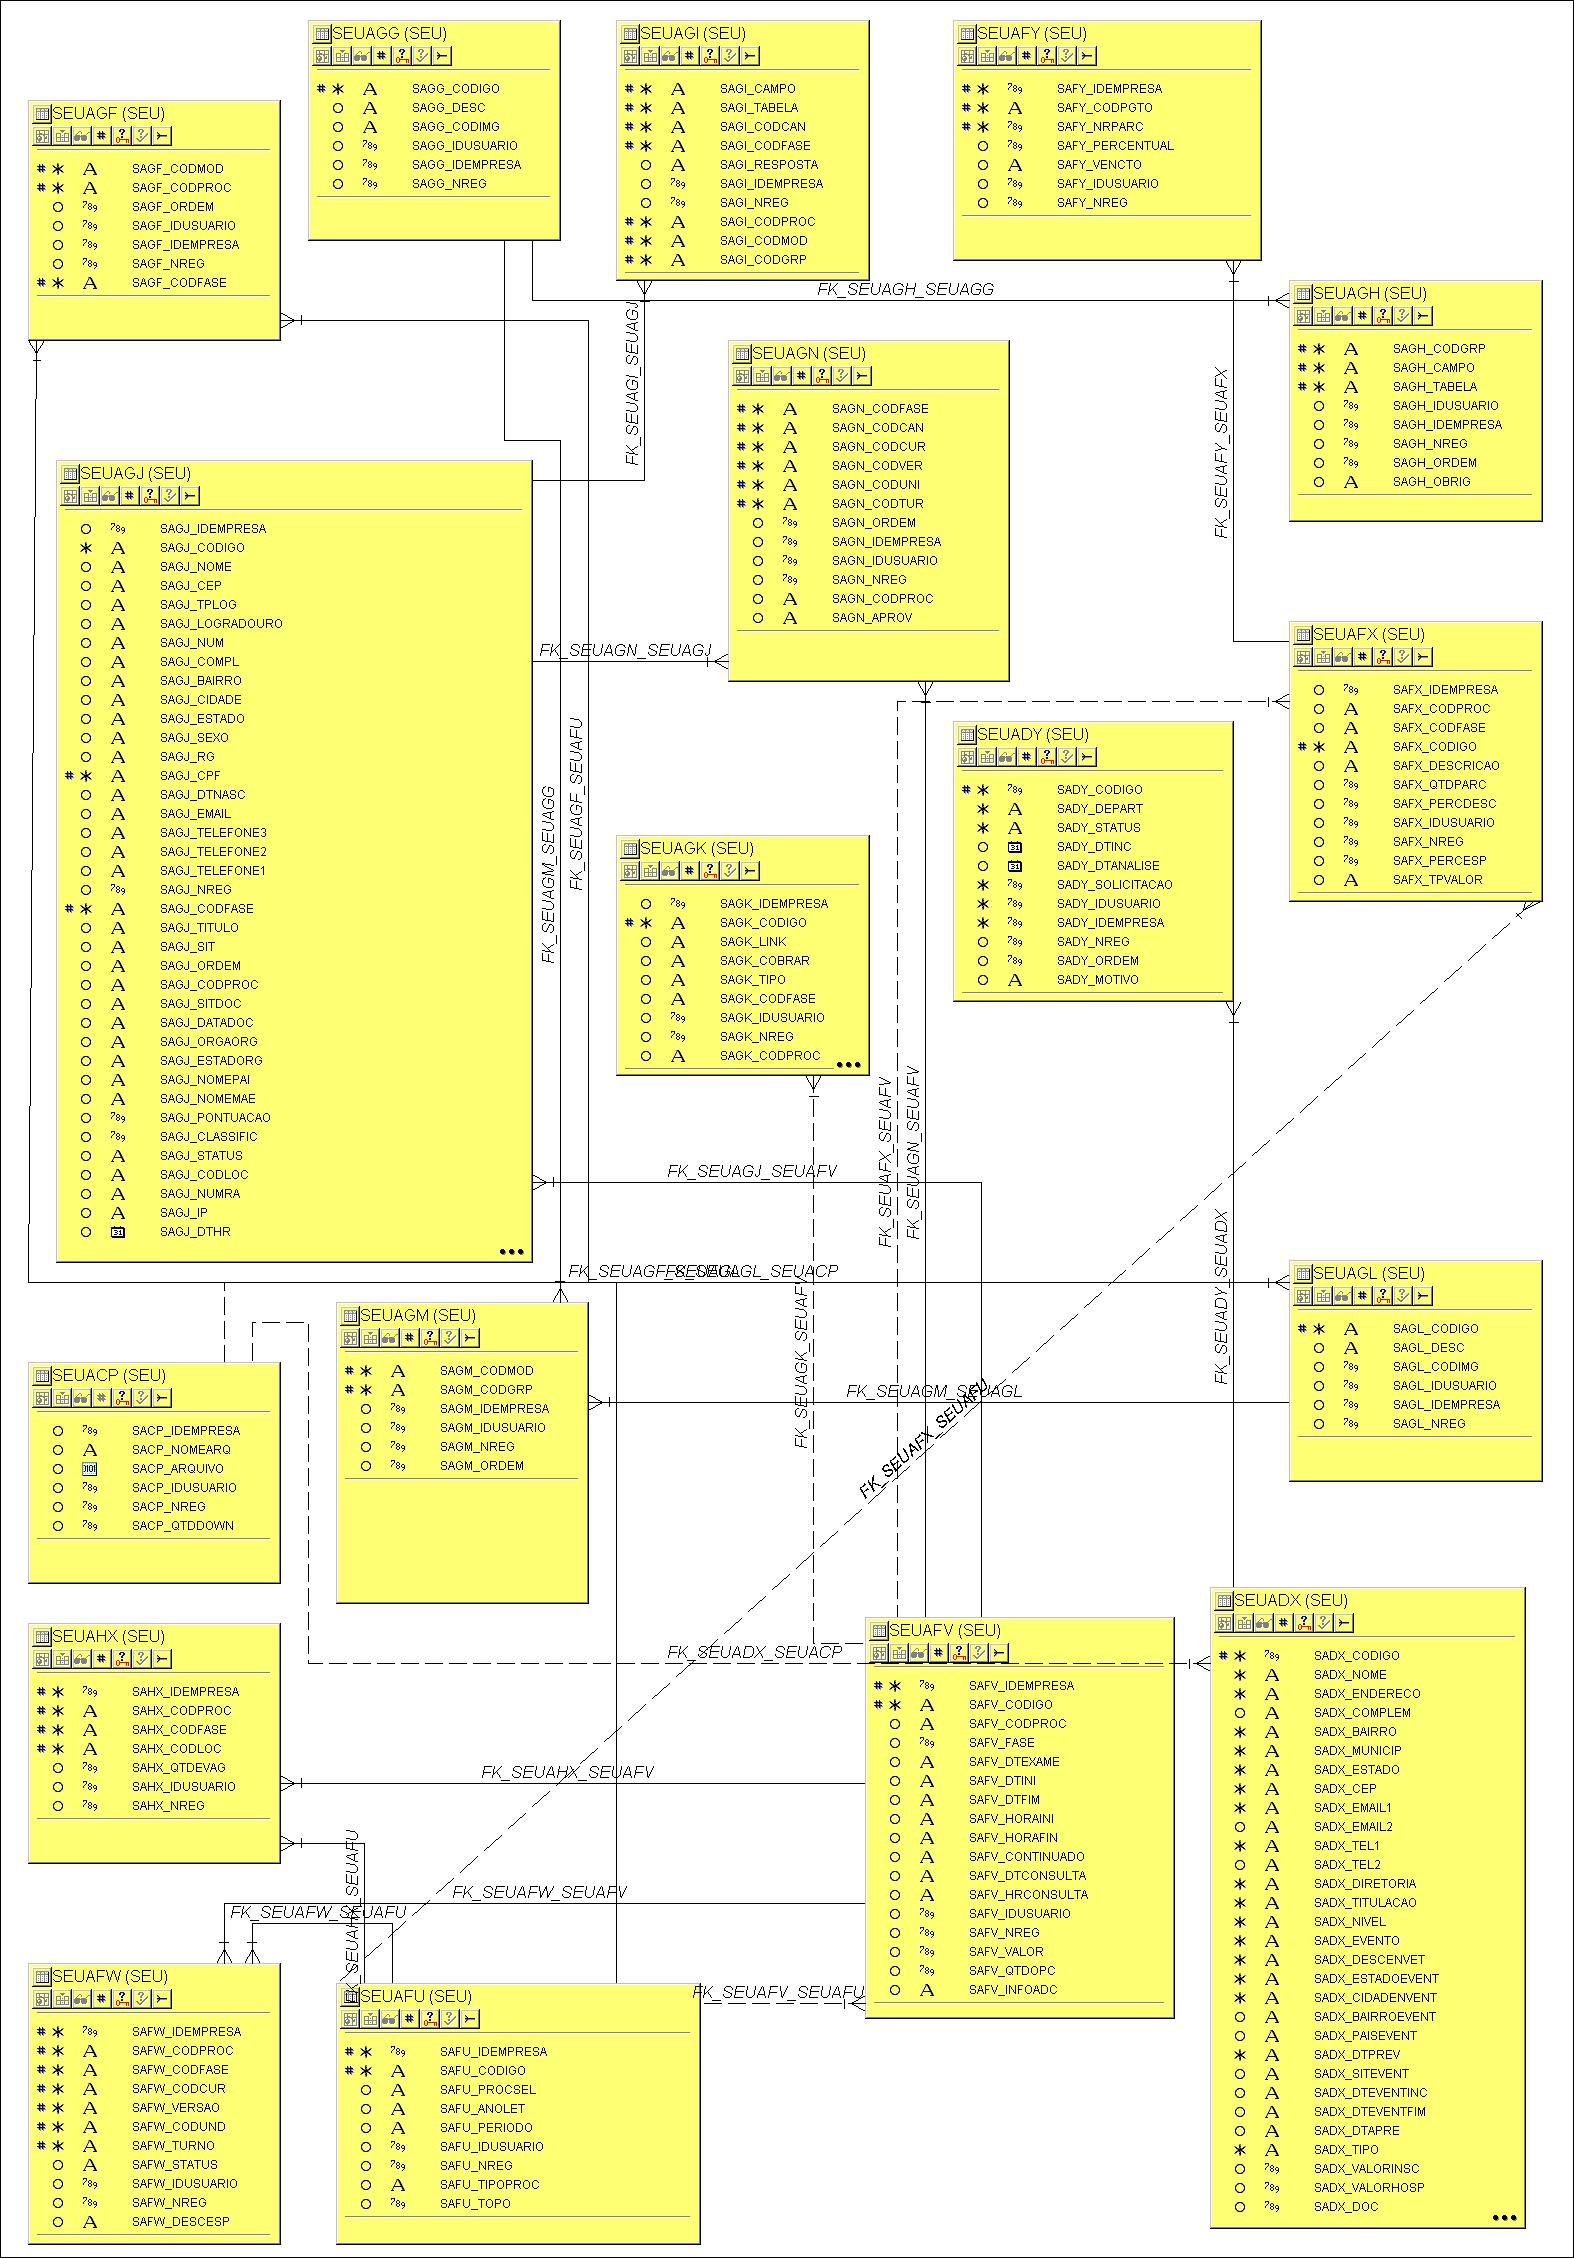 SEUAGG (SEU)
SAGG_CODIGO
SAGG_DESC
SAGG_CODIMG
SAGG_IDUSUARIO
SAGG_IDEMPRESA
SAGG_NREG
SEUAGI (SEU)
SAGI_CAMPO
SAGI_TABELA
SAGI_CODCAN
SAGI_CODFASE
SAGI_RESPOSTA
SAGI_IDEMPRESA
SAGI_NREG
SAGI_CODPROC
SAGI_CODMOD
SAGI_CODGRP
SEUAFY (SEU)
SAFY_IDEMPRESA
SAFY_CODPGTO
SAFY_NRPARC
SAFY_PERCENTUAL
SAFY_VENCTO
SAFY_IDUSUARIO
SAFY_NREG
SEUAGF (SEU)
SAGF_CODMOD
SAGF_CODPROC
SAGF_ORDEM
SAGF_IDUSUARIO
SAGF_IDEMPRESA
SAGF_NREG
SAGF_CODFASE
FK_SEUAGH_SEUAGG
SEUAGH (SEU)
SAGH_CODGRP
SAGH_CAMPO
SAGH_TABELA
SAGH_IDUSUARIO
SAGH_IDEMPRESA
SAGH_NREG
SAGH_ORDEM
SAGH_OBRIG
FK_SEUAGI_SEUAGJ
FK_SEUAFY_SEUAFX
SEUAGN (SEU)
SAGN_CODFASE
SAGN_CODCAN
SAGN_CODCUR
SAGN_CODVER
SAGN_CODUNI
SAGN_CODTUR
SAGN_ORDEM
SAGN_IDEMPRESA
SAGN_IDUSUARIO
SAGN_NREG
SAGN_CODPROC
SAGN_APROV
SEUAGJ (SEU)
SAGJ_IDEMPRESA
SAGJ_CODIGO
SAGJ_NOME
SAGJ_CEP
SAGJ_TPLOG
SAGJ_LOGRADOURO
SAGJ_NUM
SAGJ_COMPL
SAGJ_BAIRRO
SAGJ_CIDADE
SAGJ_ESTADO
SAGJ_SEXO
SAGJ_RG
SAGJ_CPF
SAGJ_DTNASC
SAGJ_EMAIL
SAGJ_TELEFONE3
SAGJ_TELEFONE2
SAGJ_TELEFONE1
SAGJ_NREG
SAGJ_CODFASE
SAGJ_TITULO
SAGJ_SIT
SAGJ_ORDEM
SAGJ_CODPROC
SAGJ_SITDOC
SAGJ_DATADOC
SAGJ_ORGAORG
SAGJ_ESTADORG
SAGJ_NOMEPAI
SAGJ_NOMEMAE
SAGJ_PONTUACAO
SAGJ_CLASSIFIC
SAGJ_STATUS
SAGJ_CODLOC
SAGJ_NUMRA
SAGJ_IP
SAGJ_DTHR
FK_SEUAGN_SEUAGJ
FK_SEUAGM_SEUAGG
FK_SEUAGF_SEUAFU
SEUAFX (SEU)
SAFX_IDEMPRESA
SAFX_CODPROC
SAFX_CODFASE
SAFX_CODIGO
SAFX_DESCRICAO
SAFX_QTDPARC
SAFX_PERCDESC
SAFX_IDUSUARIO
SAFX_NREG
SAFX_PERCESP
SAFX_TPVALOR
SEUADY (SEU)
SADY_CODIGO
SADY_DEPART
SADY_STATUS
SADY_DTINC
SADY_DTANALISE
SADY_SOLICITACAO
SADY_IDUSUARIO
SADY_IDEMPRESA
SADY_NREG
SADY_ORDEM
SADY_MOTIVO
SEUAGK (SEU)
SAGK_IDEMPRESA
SAGK_CODIGO
SAGK_LINK
SAGK_COBRAR
SAGK_TIPO
SAGK_CODFASE
SAGK_IDUSUARIO
SAGK_NREG
SAGK_CODPROC
FK_SEUAFX_SEUAFV
FK_SEUAGN_SEUAFV
FK_SEUAGJ_SEUAFV
FK_SEUADY_SEUADX
FK_SEUAGF_SEUAGL
FK_SEUAGL_SEUACP
FK_SEUAGK_SEUAFV
SEUAGL (SEU)
SAGL_CODIGO
SAGL_DESC
SAGL_CODIMG
SAGL_IDUSUARIO
SAGL_IDEMPRESA
SAGL_NREG
SEUAGM (SEU)
SAGM_CODMOD
SAGM_CODGRP
SAGM_IDEMPRESA
SAGM_IDUSUARIO
SAGM_NREG
SAGM_ORDEM
FK_SEUAGM_SEUAGL
FK_SEUAFX_SEUAFU
SEUACP (SEU)
SACP_IDEMPRESA
SACP_NOMEARQ
SACP_ARQUIVO
SACP_IDUSUARIO
SACP_NREG
SACP_QTDDOWN
FK_SEUADX_SEUACP
SEUAHX (SEU)
SAHX_IDEMPRESA
SAHX_CODPROC
SAHX_CODFASE
SAHX_CODLOC
SAHX_QTDEVAG
SAHX_IDUSUARIO
SAHX_NREG
FK_SEUAHX_SEUAFV
FK_SEUAHX_SEUAFU
FK_SEUAFW_SEUAFV
FK_SEUAFW_SEUAFU
SEUAFV (SEU)
SAFV_IDEMPRESA
SAFV_CODIGO
SAFV_CODPROC
SAFV_FASE
SAFV_DTEXAME
SAFV_DTINI
SAFV_DTFIM
SAFV_HORAINI
SAFV_HORAFIN
SAFV_CONTINUADO
SAFV_DTCONSULTA
SAFV_HRCONSULTA
SAFV_IDUSUARIO
SAFV_NREG
SAFV_VALOR
SAFV_QTDOPC
SAFV_INFOADC
SEUADX (SEU)
SADX_CODIGO
SADX_NOME
SADX_ENDERECO
SADX_COMPLEM
SADX_BAIRRO
SADX_MUNICIP
SADX_ESTADO
SADX_CEP
SADX_EMAIL1
SADX_EMAIL2
SADX_TEL1
SADX_TEL2
SADX_DIRETORIA
SADX_TITULACAO
SADX_NIVEL
SADX_EVENTO
SADX_DESCENVET
SADX_ESTADOEVENT
SADX_CIDADENVENT
SADX_BAIRROEVENT
SADX_PAISEVENT
SADX_DTPREV
SADX_SITEVENT
SADX_DTEVENTINC
SADX_DTEVENTFIM
SADX_DTAPRE
SADX_TIPO
SADX_VALORINSC
SADX_VALORHOSP
SADX_DOC
SEUAFW (SEU)
SAFW_IDEMPRESA
SAFW_CODPROC
SAFW_CODFASE
SAFW_CODCUR
SAFW_VERSAO
SAFW_CODUND
SAFW_TURNO
SAFW_STATUS
SAFW_IDUSUARIO
SAFW_NREG
SAFW_DESCESP
SEUAFU (SEU)
SAFU_IDEMPRESA
SAFU_CODIGO
SAFU_PROCSEL
SAFU_ANOLET
SAFU_PERIODO
SAFU_IDUSUARIO
SAFU_NREG
SAFU_TIPOPROC
SAFU_TOPO
FK_SEUAFV_SEUAFU